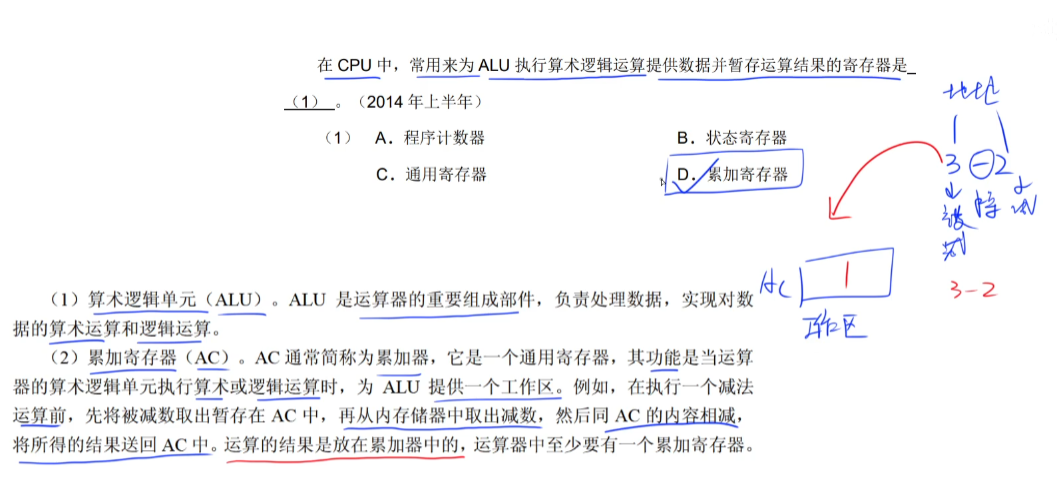 在 CPU 中，常用来为 ALU 执行算术逻辑运算提供数据并暂存运算结果的寄存器是_
（1） 。（2014 年上半年）
（1） A．程序计数器 B．状态寄存器
C．通用寄存器 D．累加寄存器
地址
3 － 2
被减
3－2
AC 1
工作区
（1）算术逻辑单元（ALU）。ALU 是运算器的重要组成部件，负责处理数据，实现对数
据的算术运算和逻辑运算。
（2）累加寄存器（AC）。AC 通常简称为累加器，它是一个通用寄存器，其功能是当运算
器的算术逻辑单元执行算术或逻辑运算时，为 ALU 提供一个工作区。例如，在执行一个减法
运算前，先将被减数取出暂存在 AC 中，再从内存储器中取出减数，然后同 AC 的内容相减，
将所得的结果送回 AC 中。运算的结果是放在累加器中的，运算器中至少要有一个累加寄存器。